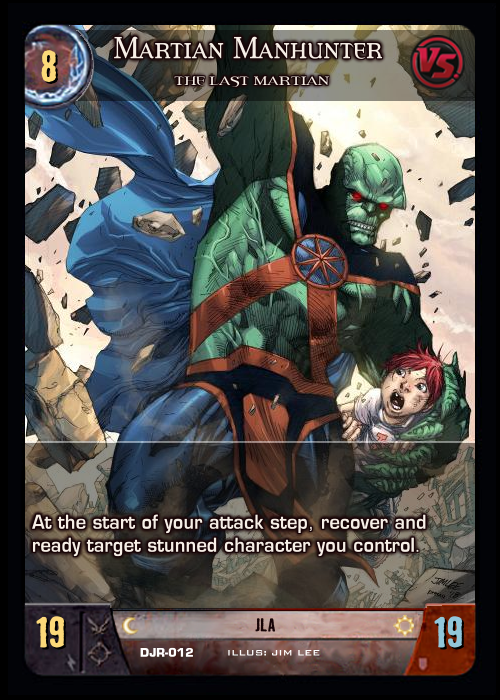 8
MARTIAN MANHUNTER
VS.
THE LAST MARTIAN
At the start of your attack step, recover and
ready target stunned character you control.
19
JLA
19
DJR-012 ILLUS: JIM LEE